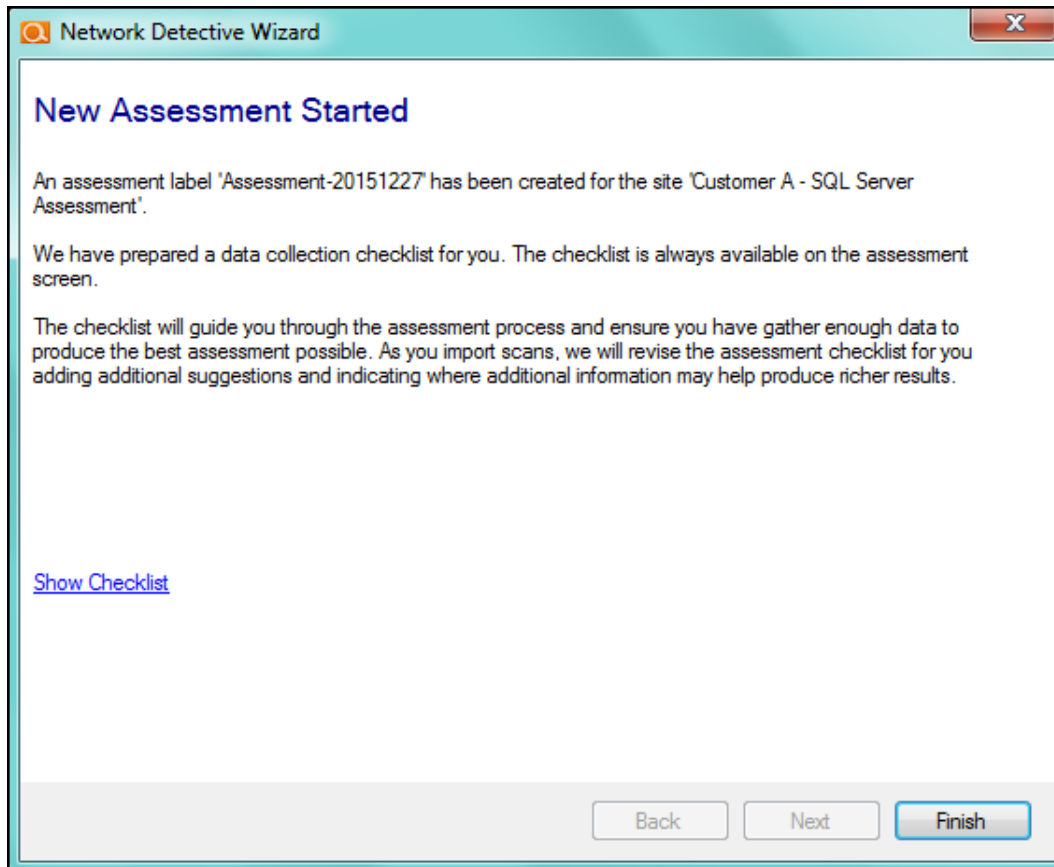 Network Detective Wizard
X
New Assessment Started
An assessment label 'Assessment-20151227' has been created for the site 'Customer A - SQL Server
Assessment'.
We have prepared a data collection checklist for you. The checklist is always available on the assessment
screen.
The checklist will guide you through the assessment process and ensure you have gather enough data to
produce the best assessment possible. As you import scans, we will revise the assessment checklist for you
adding additional suggestions and indicating where additional information may help produce richer results.
Show Checklist
Back Next Finish